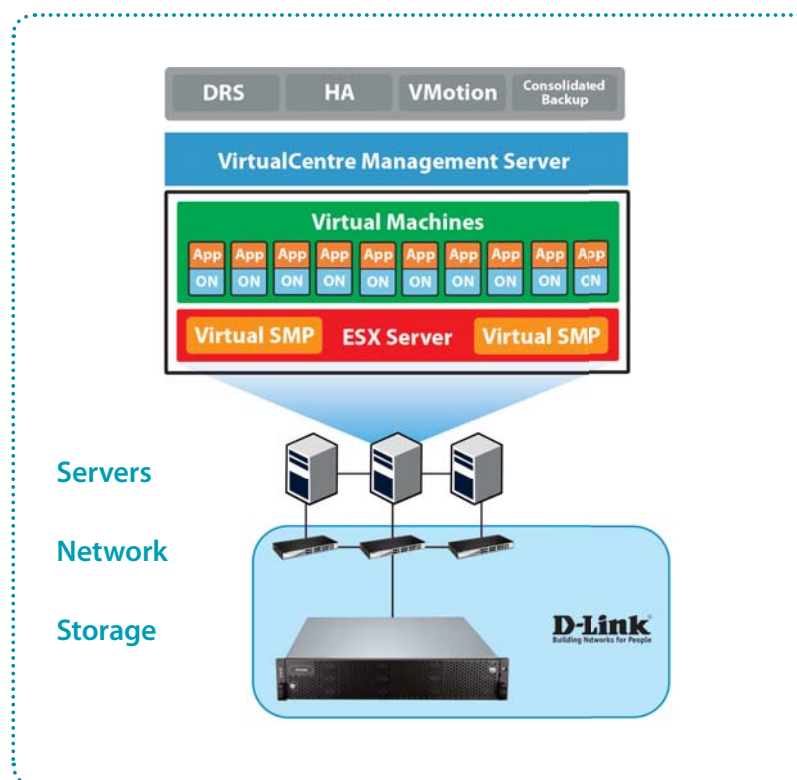 DRS HA VMotion Consolidated
Backup
VirtualCentre Management Server
Virtual Machines
App App App App App App App App App App
ON ON ON ON ON ON ON ON ON ON
Virtual SMP ESX Server Virtual SMP
Servers
Network
Storage
D-Link®
Building Networks for People